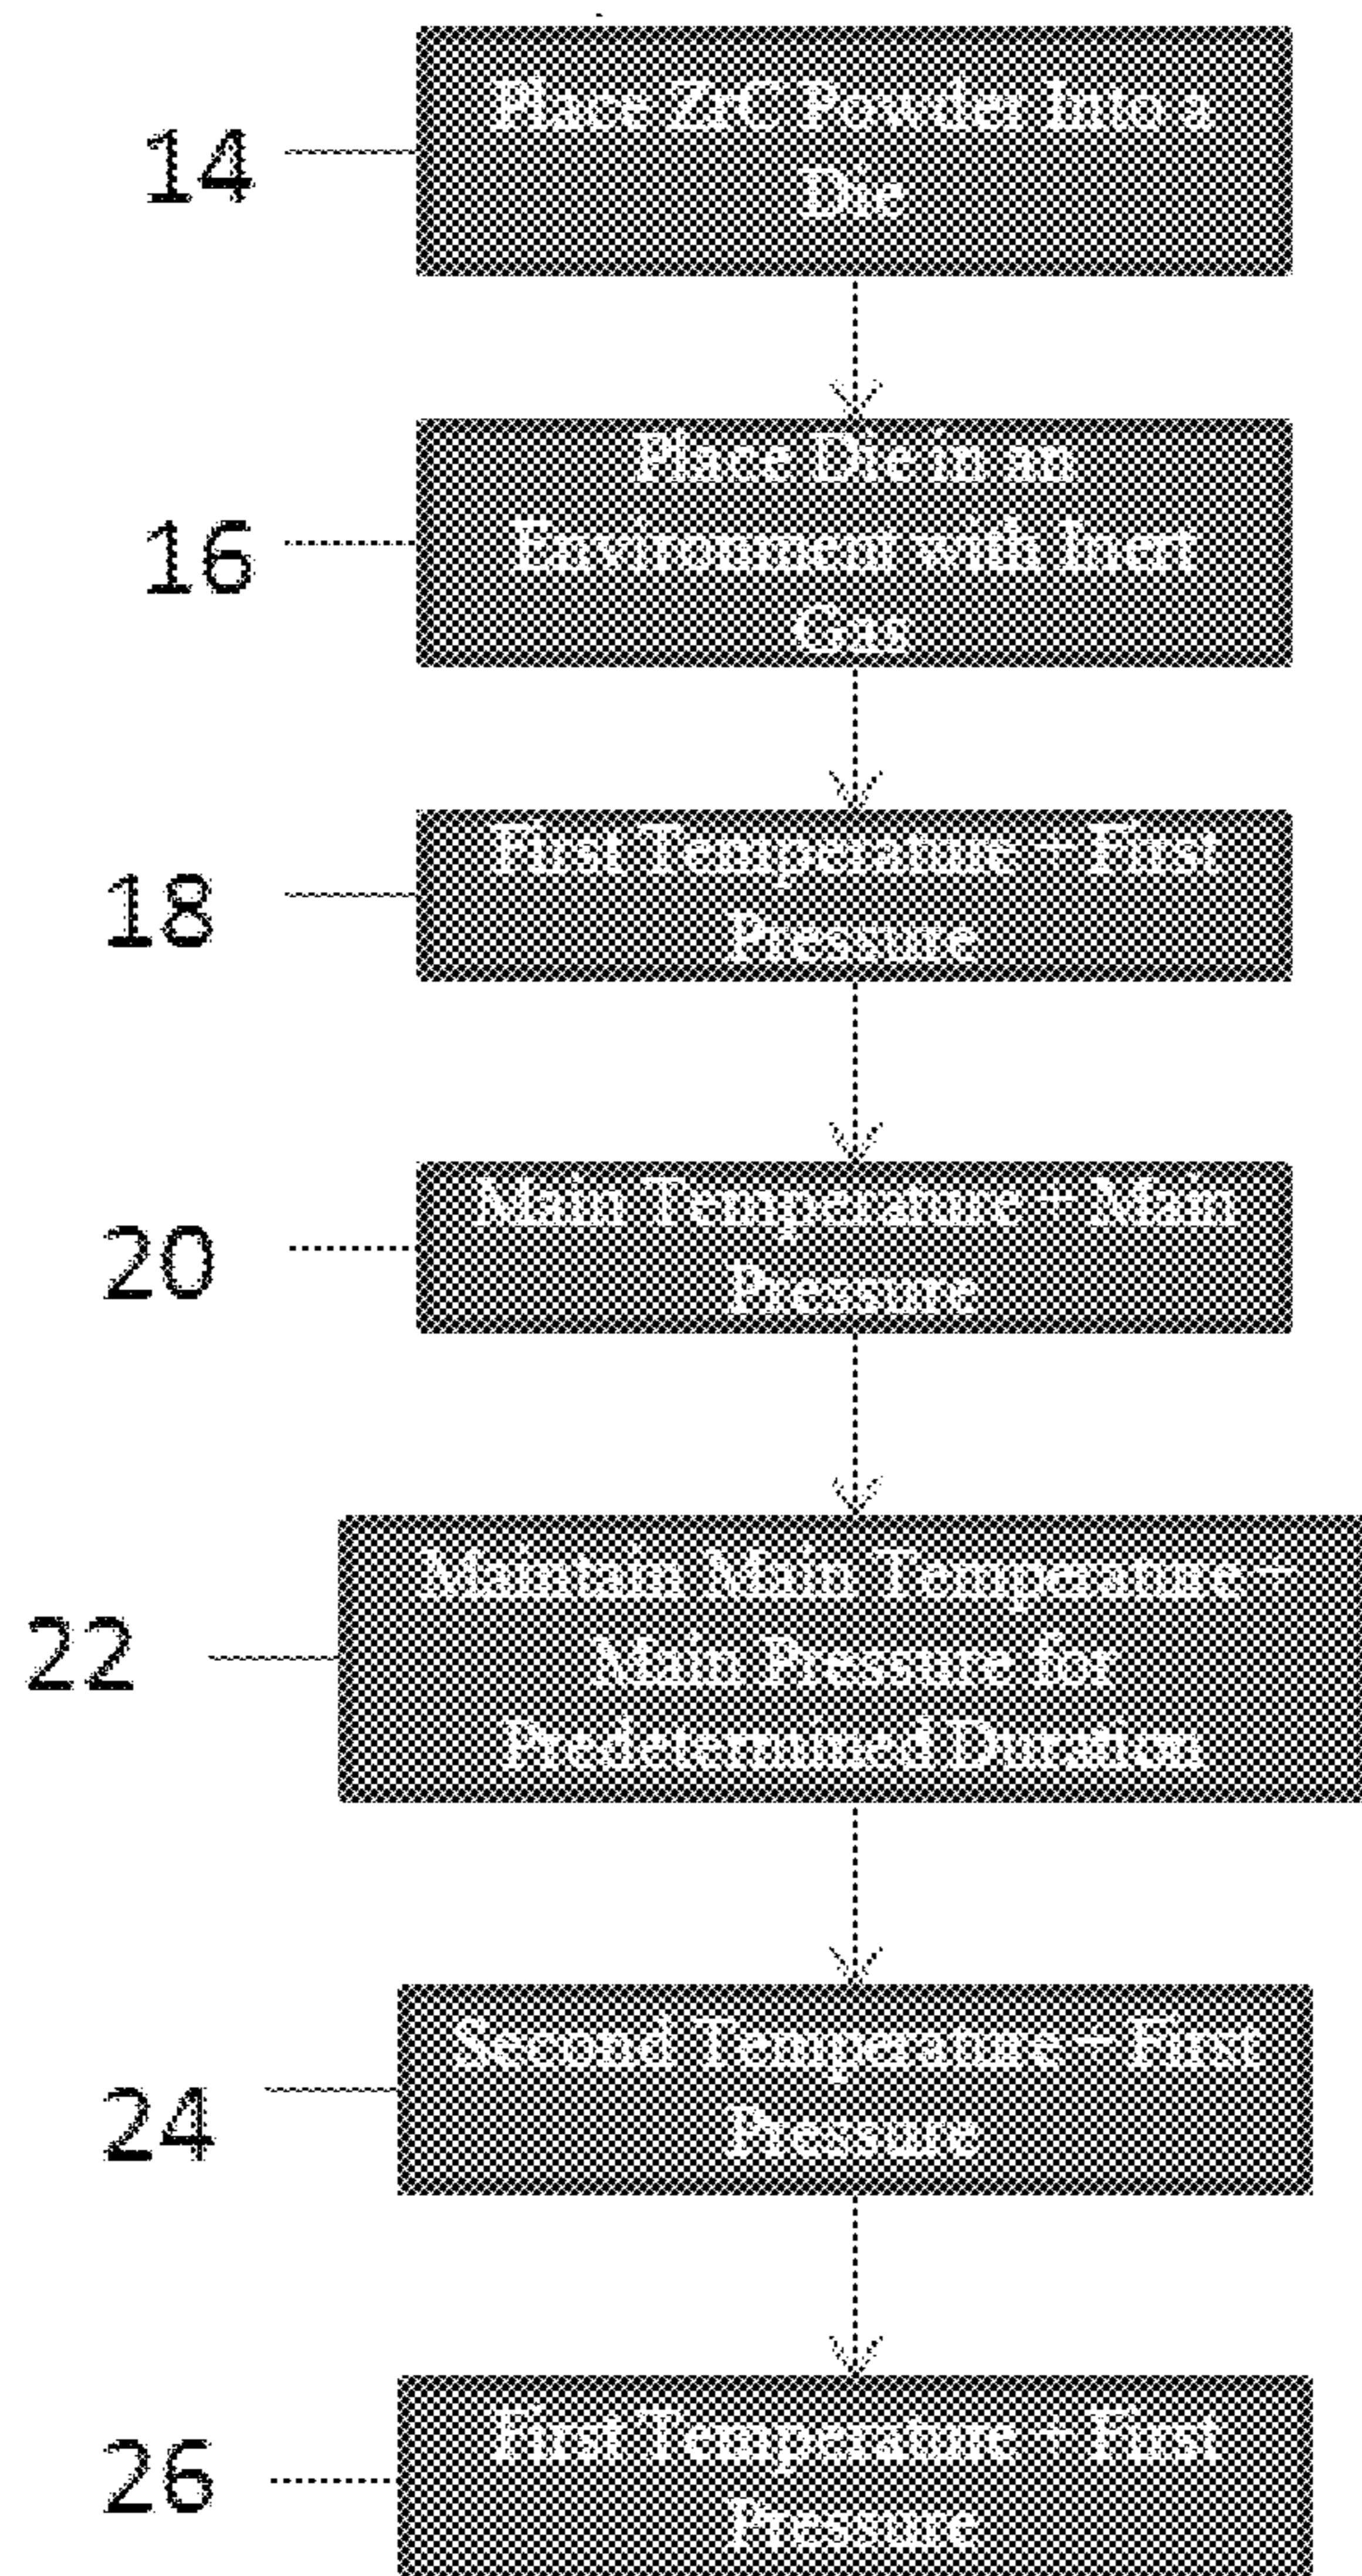 14
Place ZrC Powder Into a
Die
16
Place Die in an
Environment with Inert
Gas
18
First Temperature + First
Pressure
20
Main Temperature + Main
Pressure
22
Maintain Main Temperature +
Main Pressure for
Predetermined Duration
24
Second Temperature + First
Pressure
26
First Temperature + First
Pressure